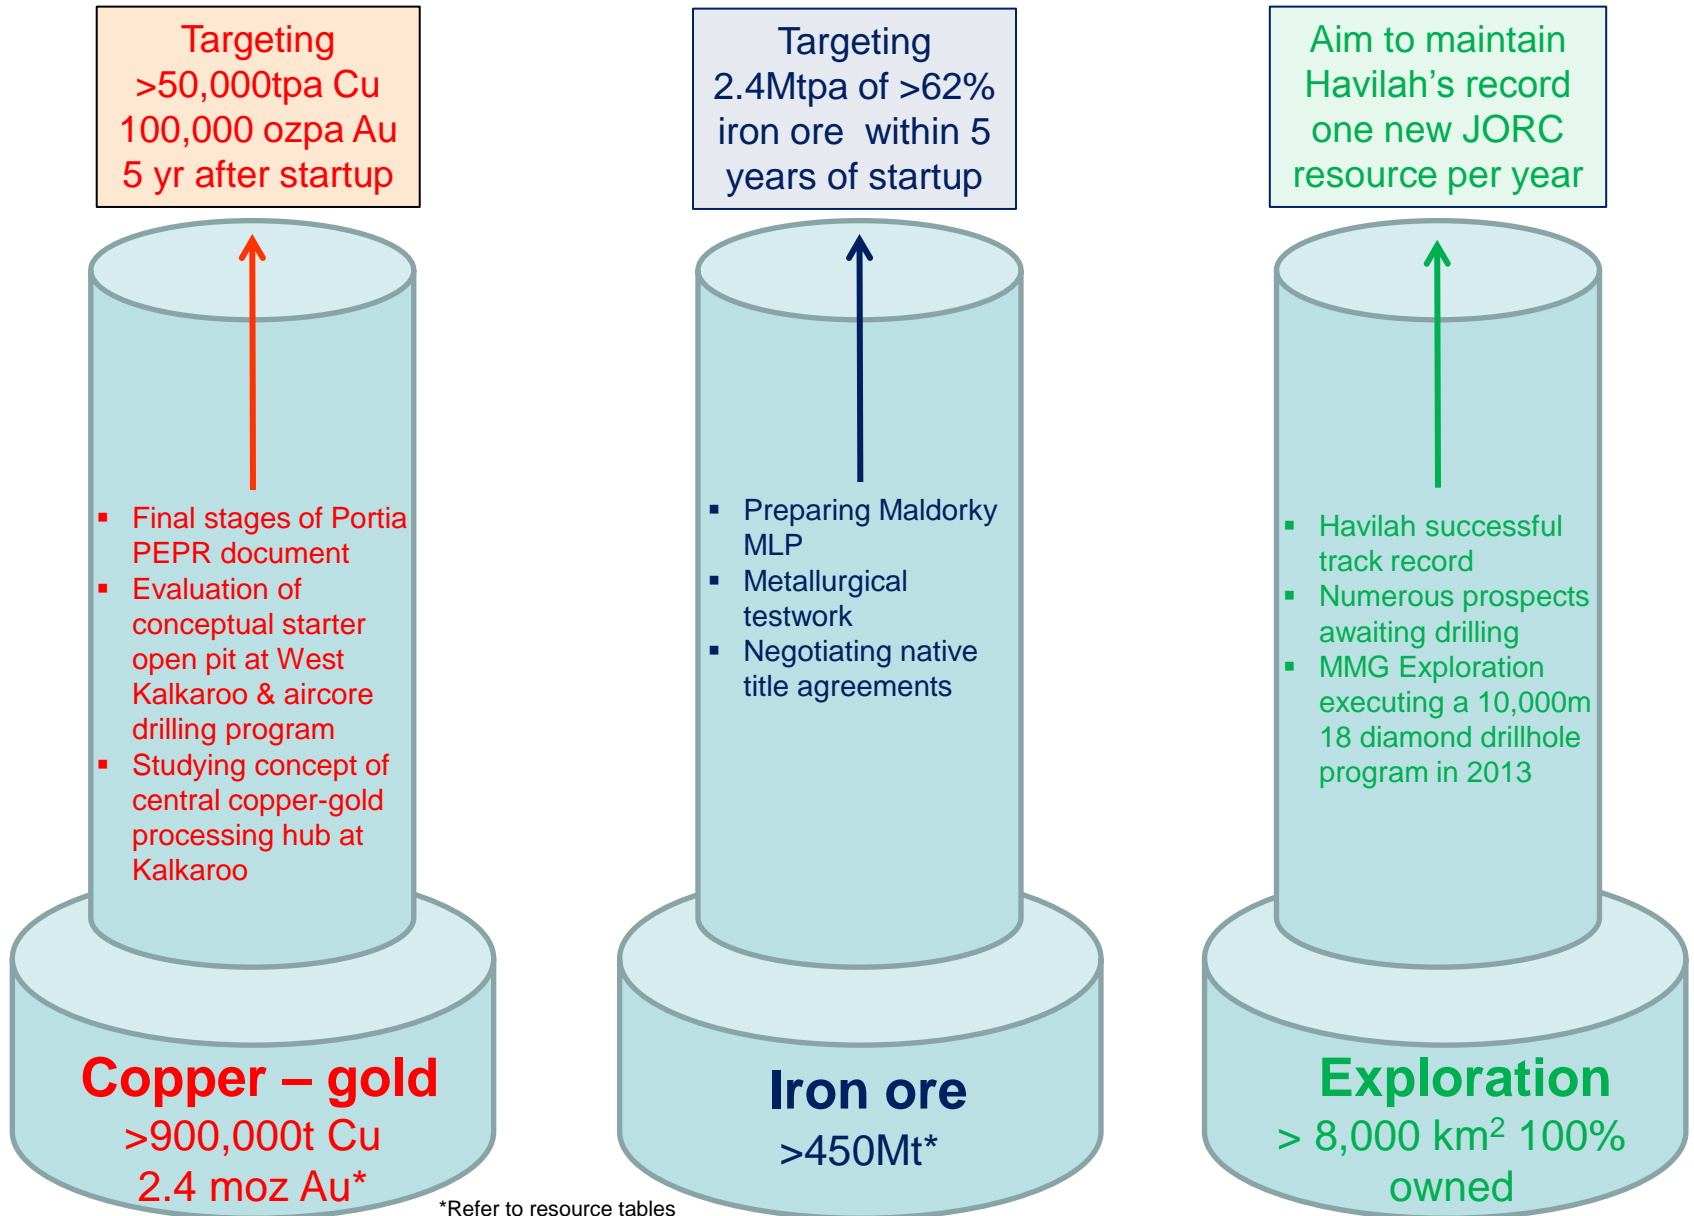 Targeting
>50,000tpa Cu
100,000 ozpa Au
5 yr after startup
▪ Final stages of Portia
PEPR document
▪ Evaluation of
conceptual starter
open pit at West
Kalkaroo & aircore
drilling program
▪ Studying concept of
central copper-gold
processing hub at
Kalkaroo
Copper – gold
>900,000t Cu
2.4 moz Au*
Targeting
2.4Mtpa of >62%
iron ore within 5
years of startup
▪ Preparing Maldorky
MLP
▪ Metallurgical
testwork
▪ Negotiating native
title agreements
Iron ore
>450Mt*
Aim to maintain
Havilah's record
one new JORC
resource per year
▪ Havilah successful
track record
▪ Numerous prospects
awaiting drilling
▪ MMG Exploration
executing a 10,000m
18 diamond drillhole
program in 2013
Exploration
> 8,000 km² 100%
owned
*Refer to resource tables